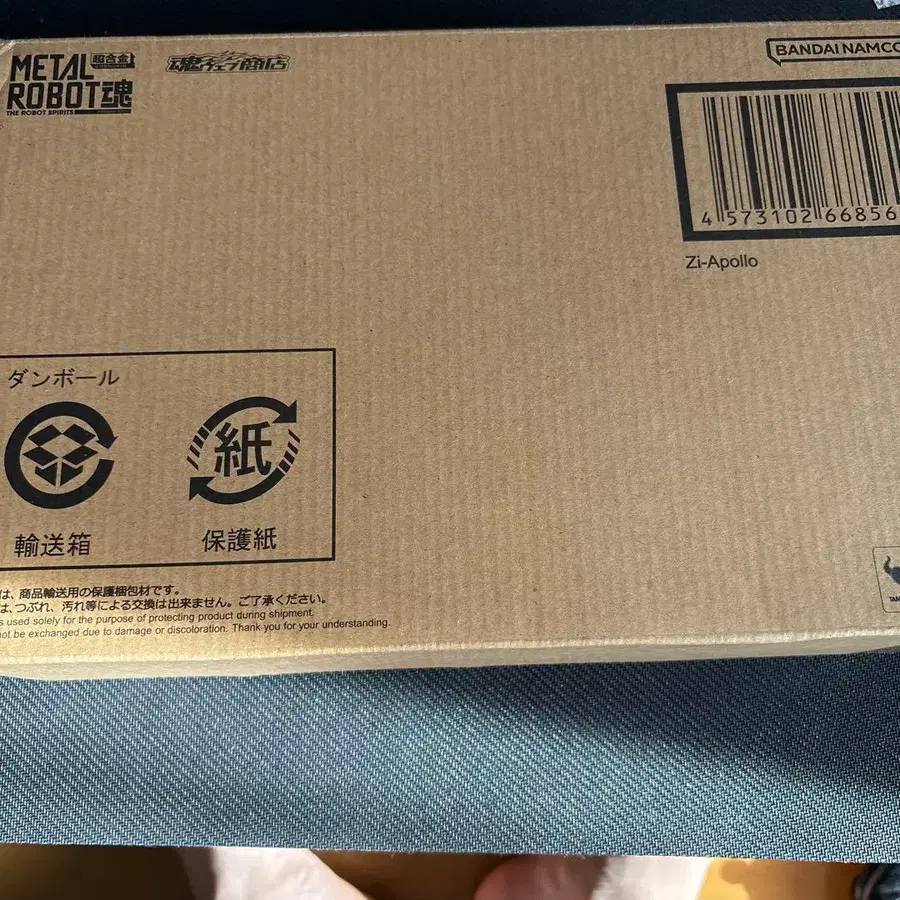 METAL 超合金
ROBOT魂
THE ROBOT SPIRITS
魂ウェブ商店
BANDAI NAMCO
4 573102 66856
Zi-Apollo
ダンボール
紙
輸送箱
保護紙
は、商品輸送用の保護梱包材です。
は、つぶれ、汚れ等による交換は出来ません。ご了承ください。
s used solely for the purpose of protecting product during shipment.
not be exchanged due to damage or discoloration. Thank you for your understanding.